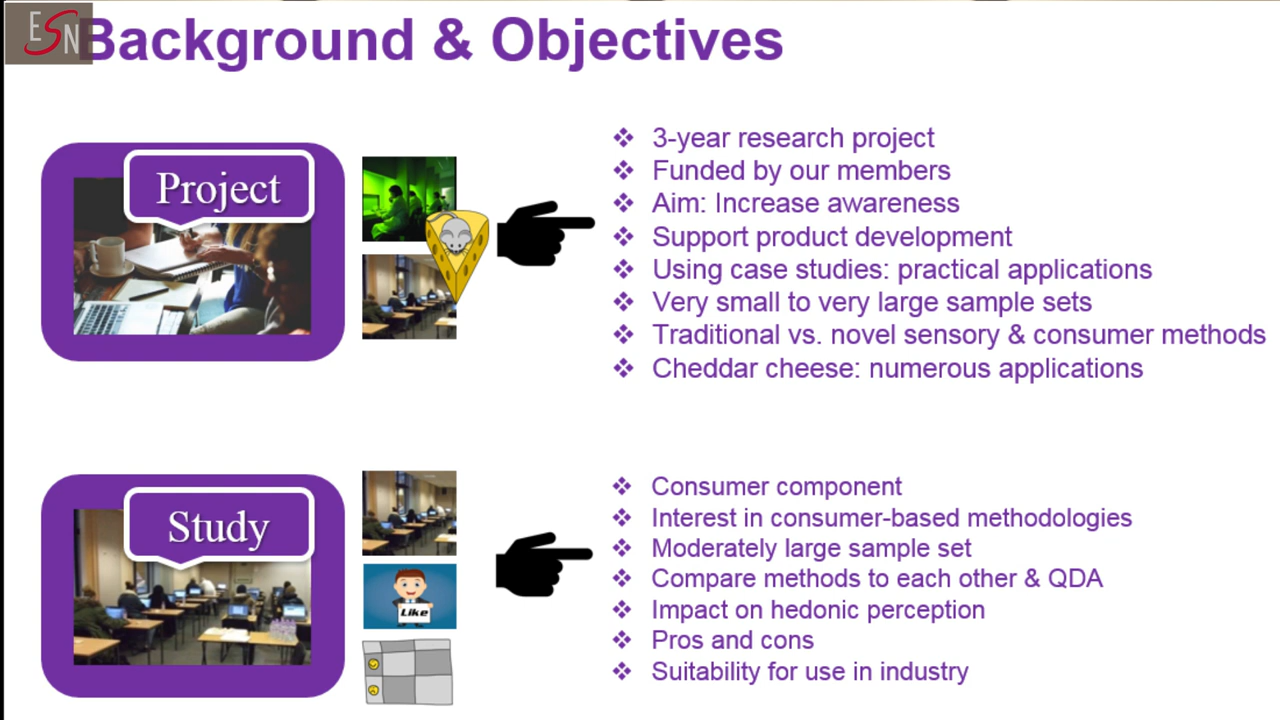 ESN
Background & Objectives
Project
3-year research project
Funded by our members
Aim: Increase awareness
Support product development
Using case studies: practical applications
Very small to very large sample sets
Traditional vs. novel sensory & consumer methods
Cheddar cheese: numerous applications
Study
Like
Consumer component
Interest in consumer-based methodologies
Moderately large sample set
Compare methods to each other & QDA
Impact on hedonic perception
Pros and cons
Suitability for use in industry